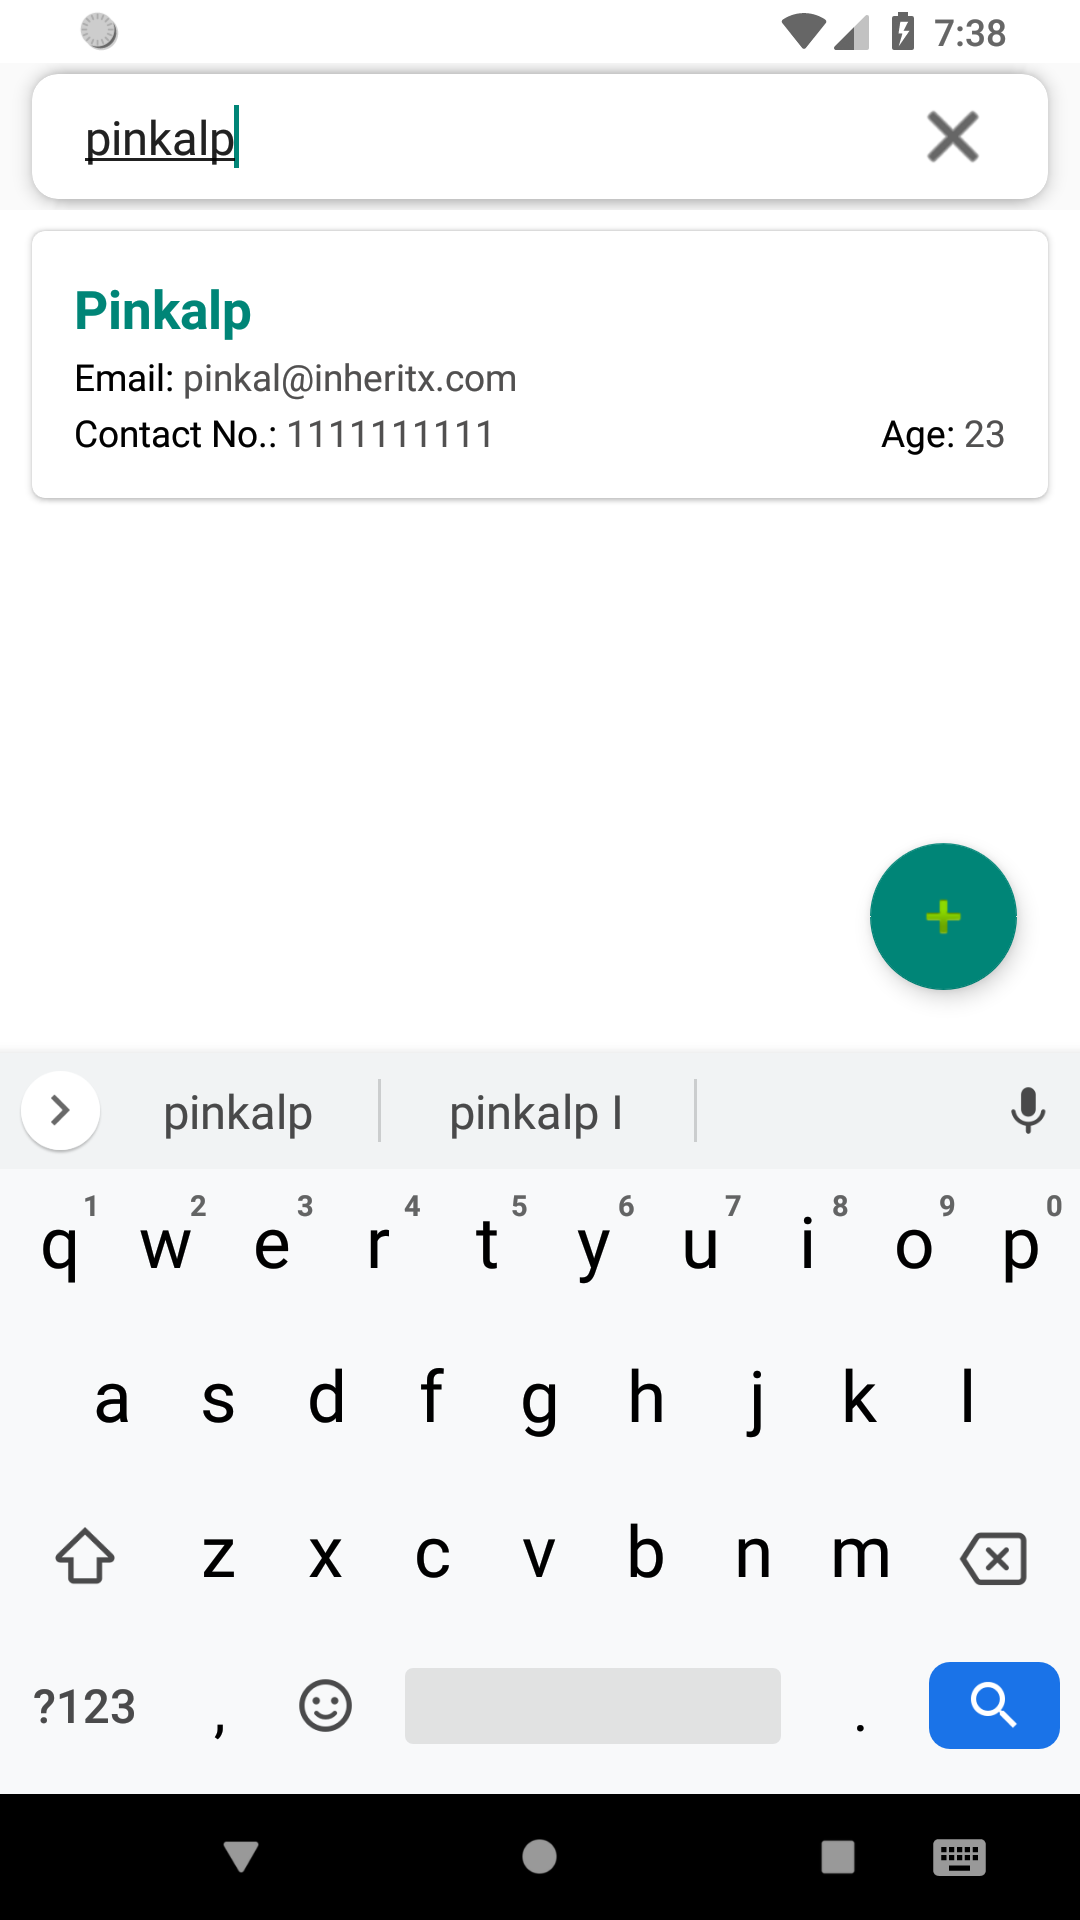 7:38
pinkalp
Pinkalp
Email: pinkal@inheritx.com
Contact No.: 1111111111 Age: 23
pinkalp pinkalp I
1 2 3 4 5 6 7 8 9 0
q w e r t y u i o p
a s d f g h j k l
z x c v b n m
?123 , .